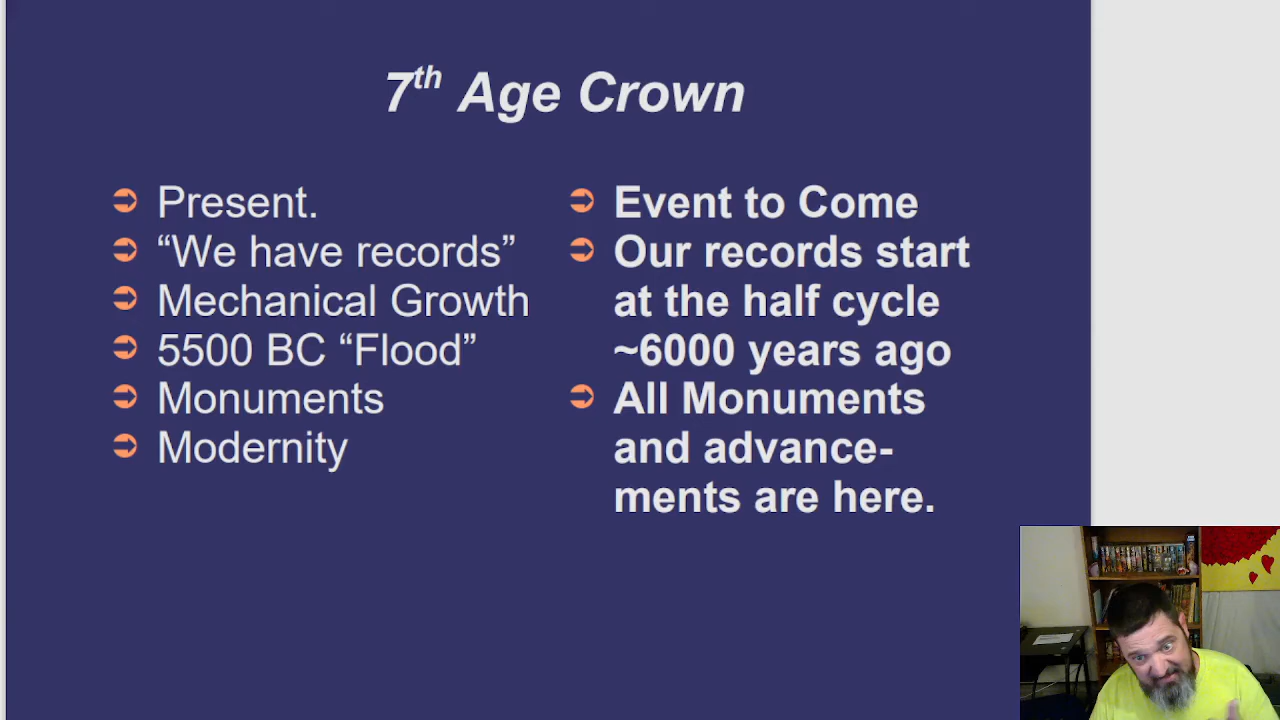 7th Age Crown
Present.
“We have records”
Mechanical Growth
5500 BC “Flood”
Monuments
Modernity
Event to Come
Our records start
at the half cycle
~6000 years ago
All Monuments
and advance-
ments are here.